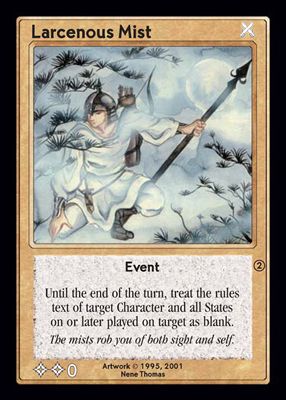 Larcenous Mist
Event
②
Until the end of the turn, treat the rules
text of target Character and all States
on or later played on target as blank.
The mists rob you of both sight and self.
0
Artwork © 1995, 2001
Nene Thomas